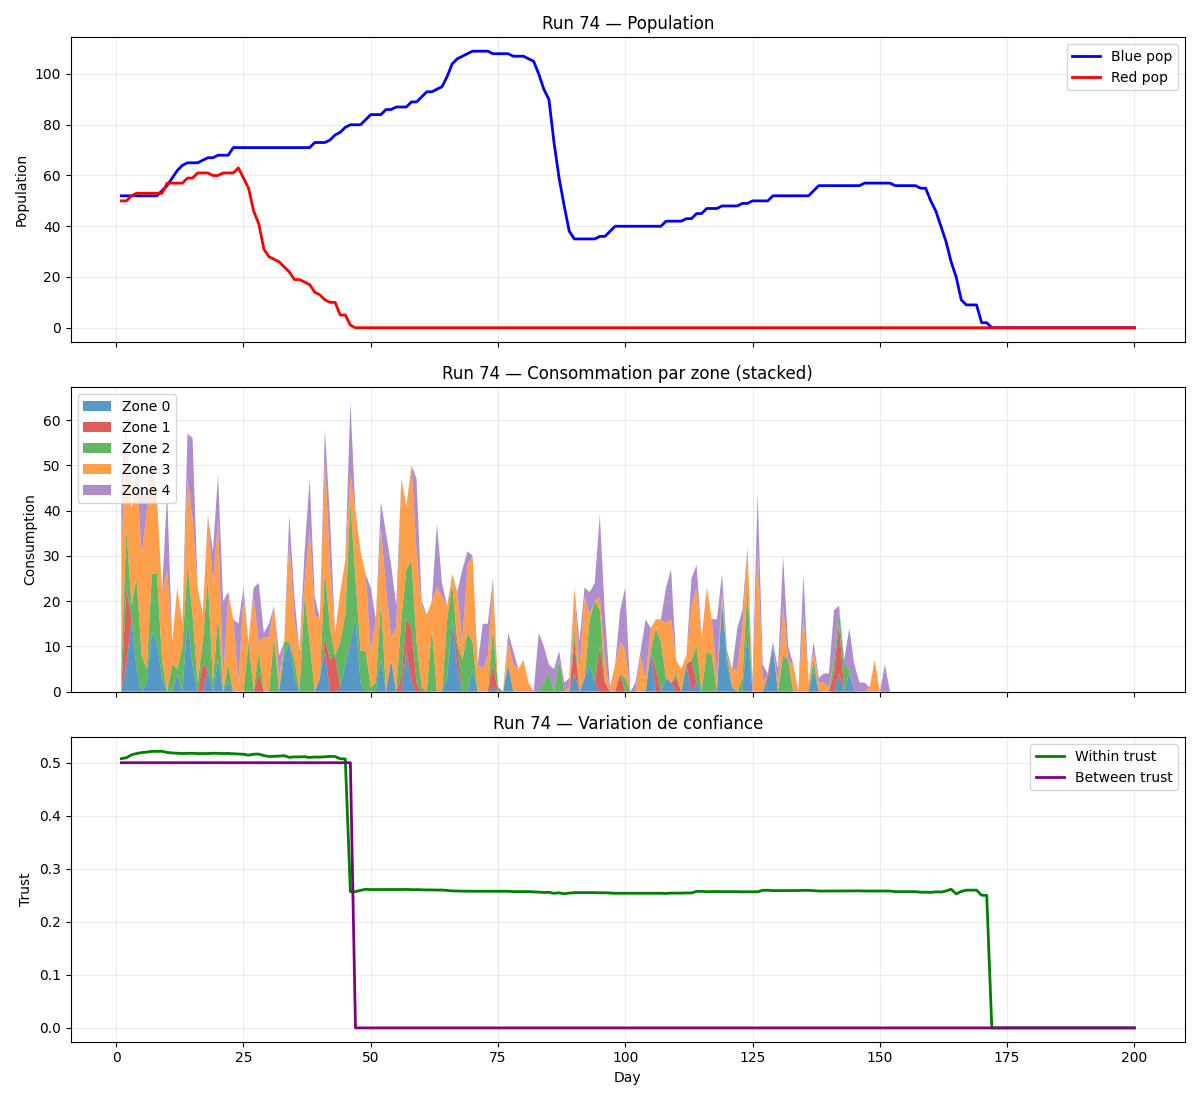 Run 74 — Population
100
80
60
40
20
0
Population
Blue pop
Red pop
Run 74 — Consommation par zone (stacked)
60
50
40
30
20
10
0
Consumption
Zone 0
Zone 1
Zone 2
Zone 3
Zone 4
Run 74 — Variation de confiance
0.5
0.4
0.3
0.2
0.1
0.0
Trust
Within trust
Between trust
0 25 50 75 100 125 150 175 200
Day